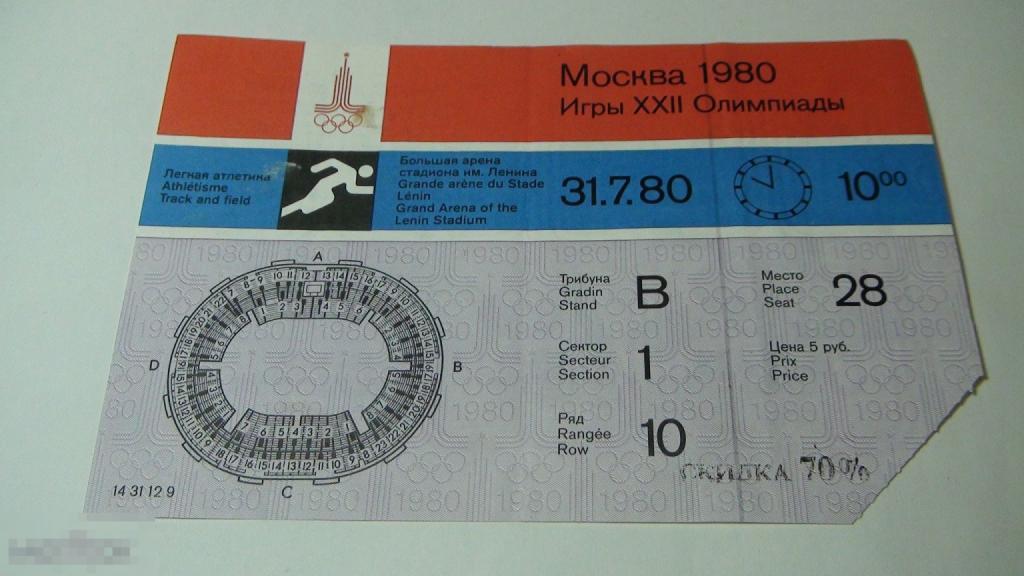 Москва 1980
Игры XXII Олимпиады
Легкая атлетика
Athlétisme
Track and field
Большая арена
стадиона им. Ленина
Grande arène du Stade
Lénin
Grand Arena of the
Lenin Stadium
31.7.80
10⁰⁰
A
B
C
D
Трибуна
Gradin
Stand
B
Место
Place
Seat
28
Сектор
Secteur
Section
1
Цена 5 руб.
Prix
Price
Ряд
Rangée
Row
10
СКИДКА 70%
14 31 12 9